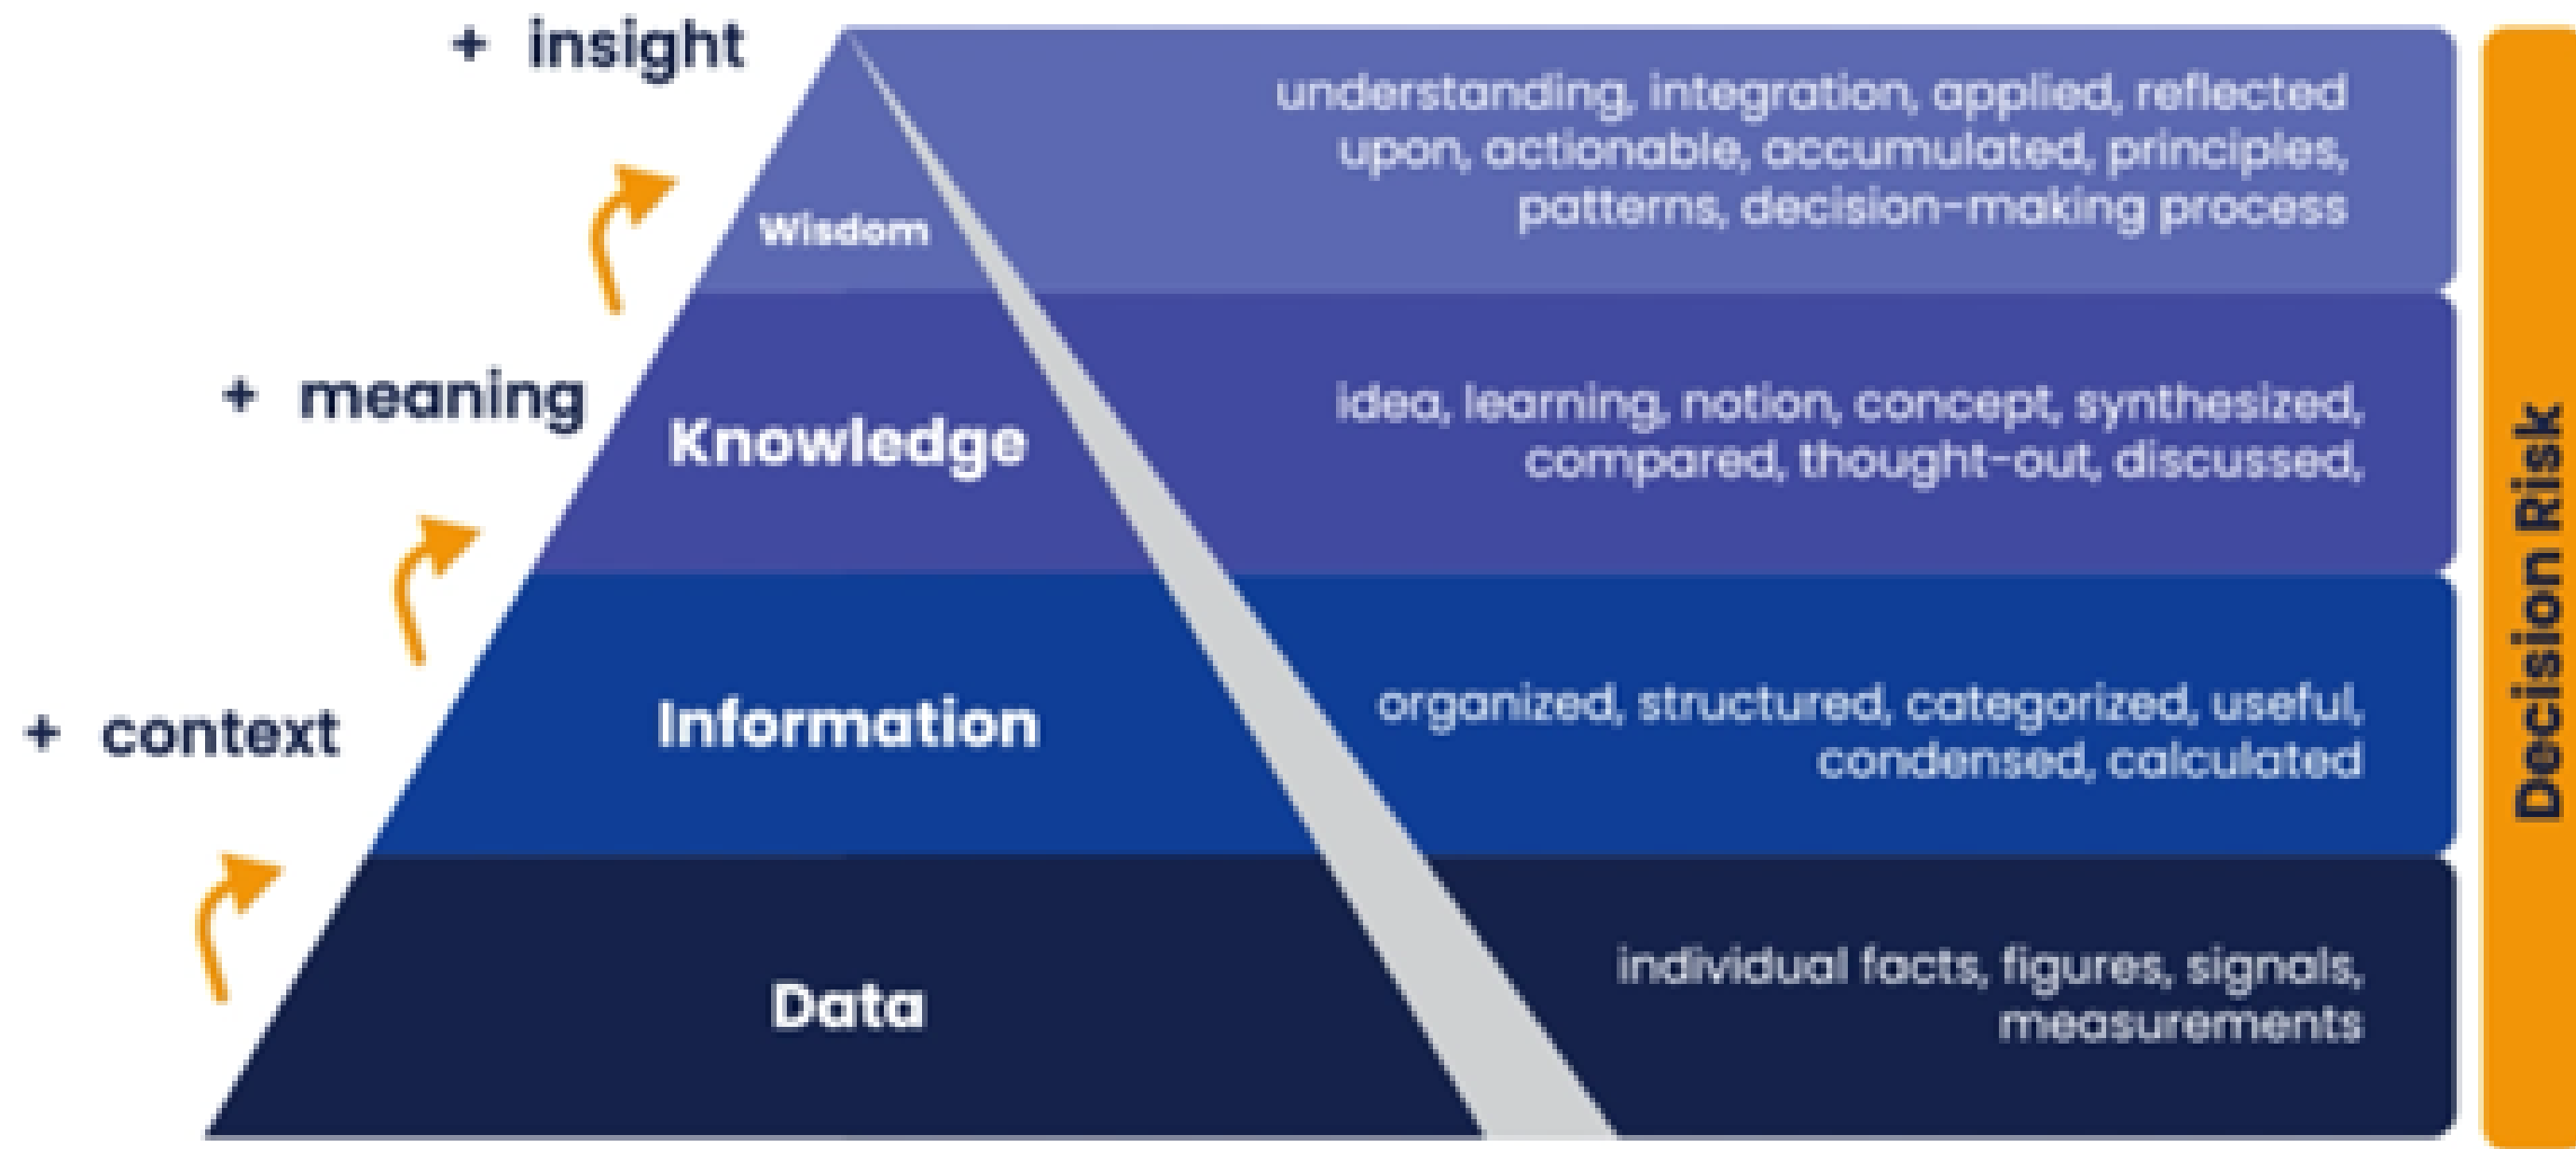 + insight
understanding, integration, applied, reflected
upon, actionable, accumulated, principles,
patterns, decision-making process
Wisdom
+ meaning
Knowledge
idea, learning, notion, concept, synthesized,
compared, thought-out, discussed,
+ context
Information
organized, structured, categorized, useful,
condensed, calculated
Data
individual facts, figures, signals,
measurements
Decision Risk